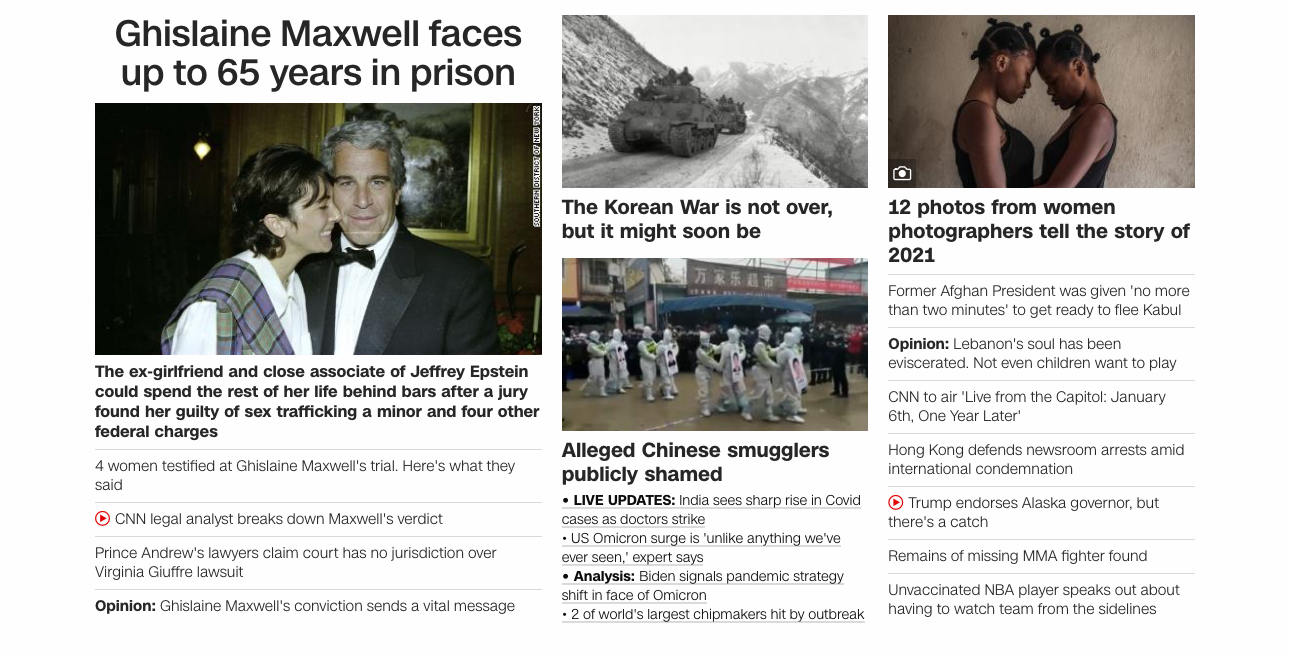 Ghislaine Maxwell faces
up to 65 years in prison
SOUTHERN DISTRICT OF NEW YORK
The ex-girlfriend and close associate of Jeffrey Epstein
could spend the rest of her life behind bars after a jury
found her guilty of sex trafficking a minor and four other
federal charges
4 women testified at Ghislaine Maxwell's trial. Here's what they
said
CNN legal analyst breaks down Maxwell's verdict
Prince Andrew's lawyers claim court has no jurisdiction over
Virginia Giuffre lawsuit
Opinion: Ghislaine Maxwell's conviction sends a vital message
The Korean War is not over,
but it might soon be
万家乐超市
Alleged Chinese smugglers
publicly shamed
• LIVE UPDATES: India sees sharp rise in Covid
cases as doctors strike
• US Omicron surge is 'unlike anything we've
ever seen,' expert says
• Analysis: Biden signals pandemic strategy
shift in face of Omicron
• 2 of world's largest chipmakers hit by outbreak
12 photos from women
photographers tell the story of
2021
Former Afghan President was given 'no more
than two minutes' to get ready to flee Kabul
Opinion: Lebanon's soul has been
eviscerated. Not even children want to play
CNN to air 'Live from the Capitol: January
6th, One Year Later'
Hong Kong defends newsroom arrests amid
international condemnation
Trump endorses Alaska governor, but
there's a catch
Remains of missing MMA fighter found
Unvaccinated NBA player speaks out about
having to watch team from the sidelines